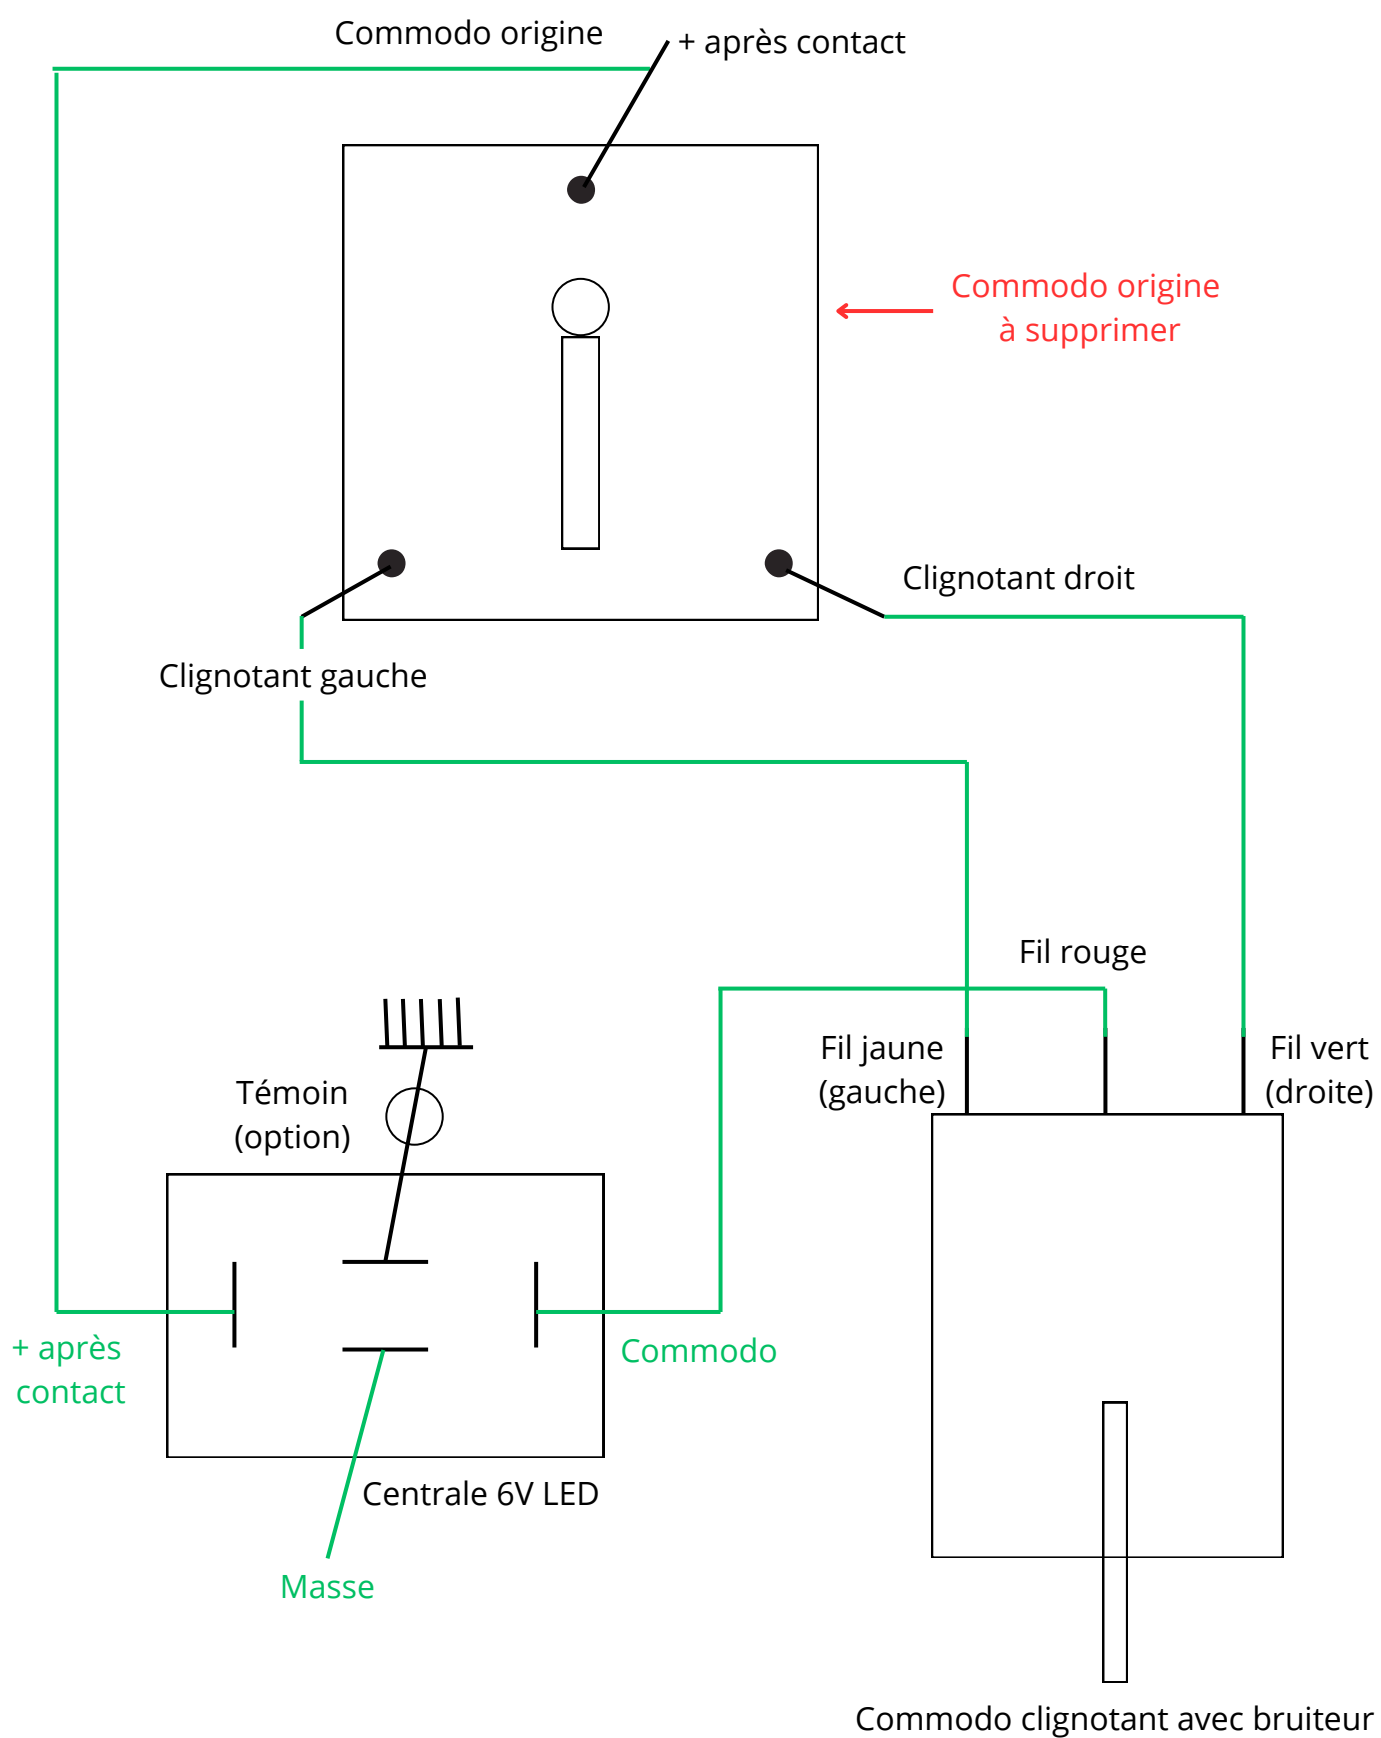 Commodo origine
+ après contact
Commodo origine
à supprimer
Clignotant droit
Clignotant gauche
Fil rouge
Fil jaune
(gauche)
Fil vert
(droite)
Témoin
(option)
+ après
contact
Commodo
Centrale 6V LED
Masse
Commodo clignotant avec bruiteur